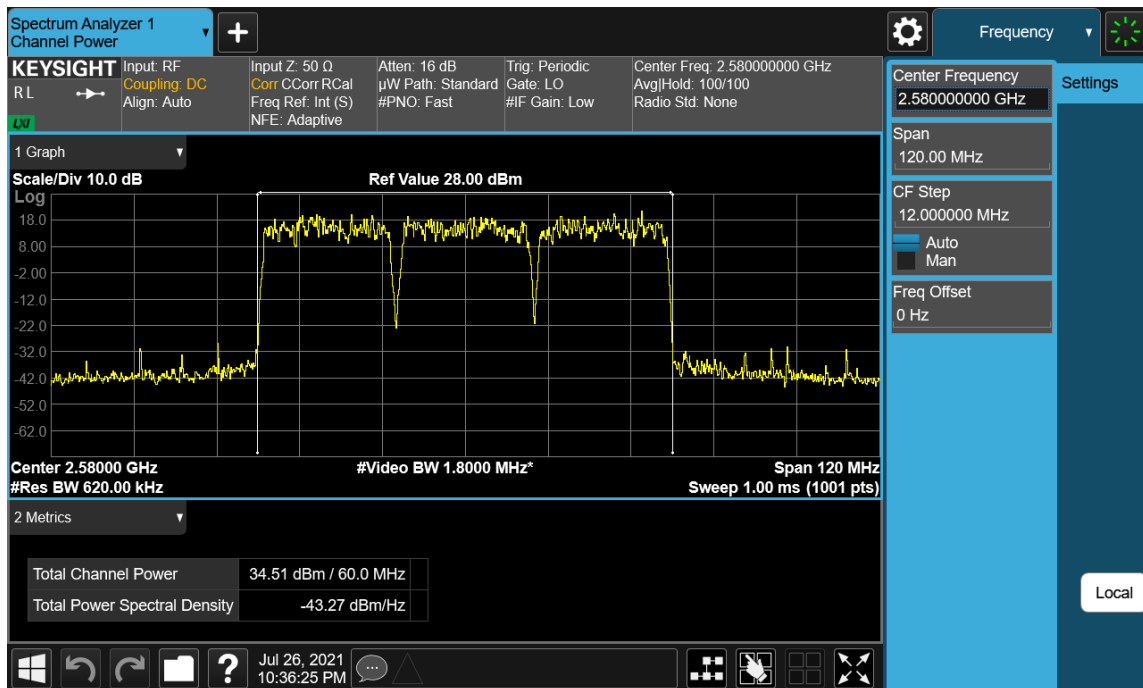 Spectrum Analyzer 1
Channel Power
+
Frequency
KEYSIGHT
R L
LXI
Input: RF
Coupling: DC
Align: Auto
Input Z: 50 Ω
Corr CCorr RCal
Freq Ref: Int (S)
NFE: Adaptive
Atten: 16 dB
µW Path: Standard
#PNO: Fast
Trig: Periodic
Gate: LO
#IF Gain: Low
Center Freq: 2.580000000 GHz
Avg|Hold: 100/100
Radio Std: None
Center Frequency
2.580000000 GHz
Settings
Span
120.00 MHz
CF Step
12.000000 MHz
Auto
Man
Freq Offset
0 Hz
Local
1 Graph
Scale/Div 10.0 dB
Ref Value 28.00 dBm
Log
18.0
8.00
-2.00
-12.0
-22.0
-32.0
-42.0
-52.0
-62.0
Center 2.58000 GHz
#Video BW 1.8000 MHz*
Span 120 MHz
#Res BW 620.00 kHz
Sweep 1.00 ms (1001 pts)
2 Metrics
Total Channel Power
34.51 dBm / 60.0 MHz
Total Power Spectral Density
-43.27 dBm/Hz
?
Jul 26, 2021
10:36:25 PM